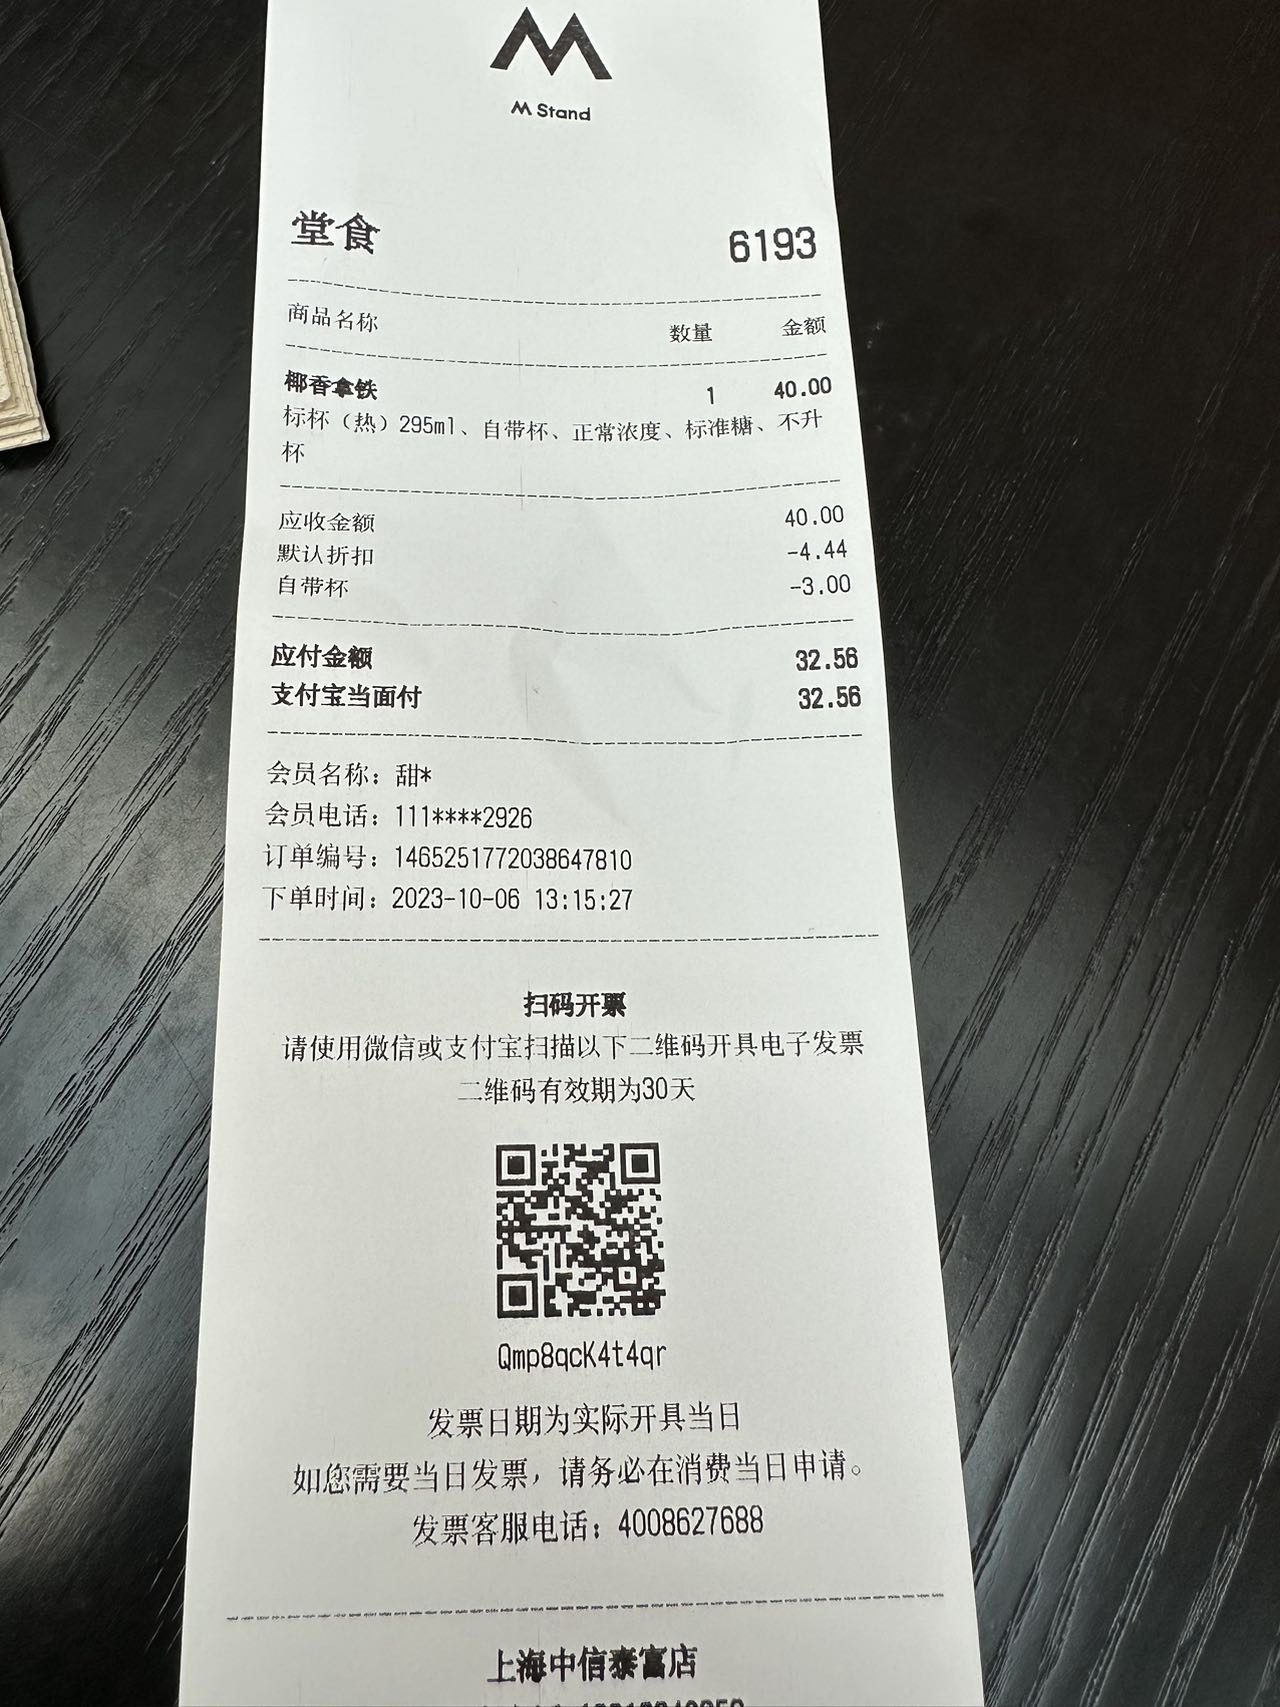 M Stand
堂食 6193
商品名称 数量 金额
椰香拿铁 1 40.00
标杯（热）295ml、自带杯、正常浓度、标准糖、不升
杯
应收金额 40.00
默认折扣 -4.44
自带杯 -3.00
应付金额 32.56
支付宝当面付 32.56
会员名称：甜*
会员电话：111****2926
订单编号：1465251772038647810
下单时间：2023-10-06 13:15:27
扫码开票
请使用微信或支付宝扫描以下二维码开具电子发票
二维码有效期为30天
Qmp8qcK4t4qr
发票日期为实际开具当日
如您需要当日发票，请务必在消费当日申请。
发票客服电话：4008627688
上海中信泰富店